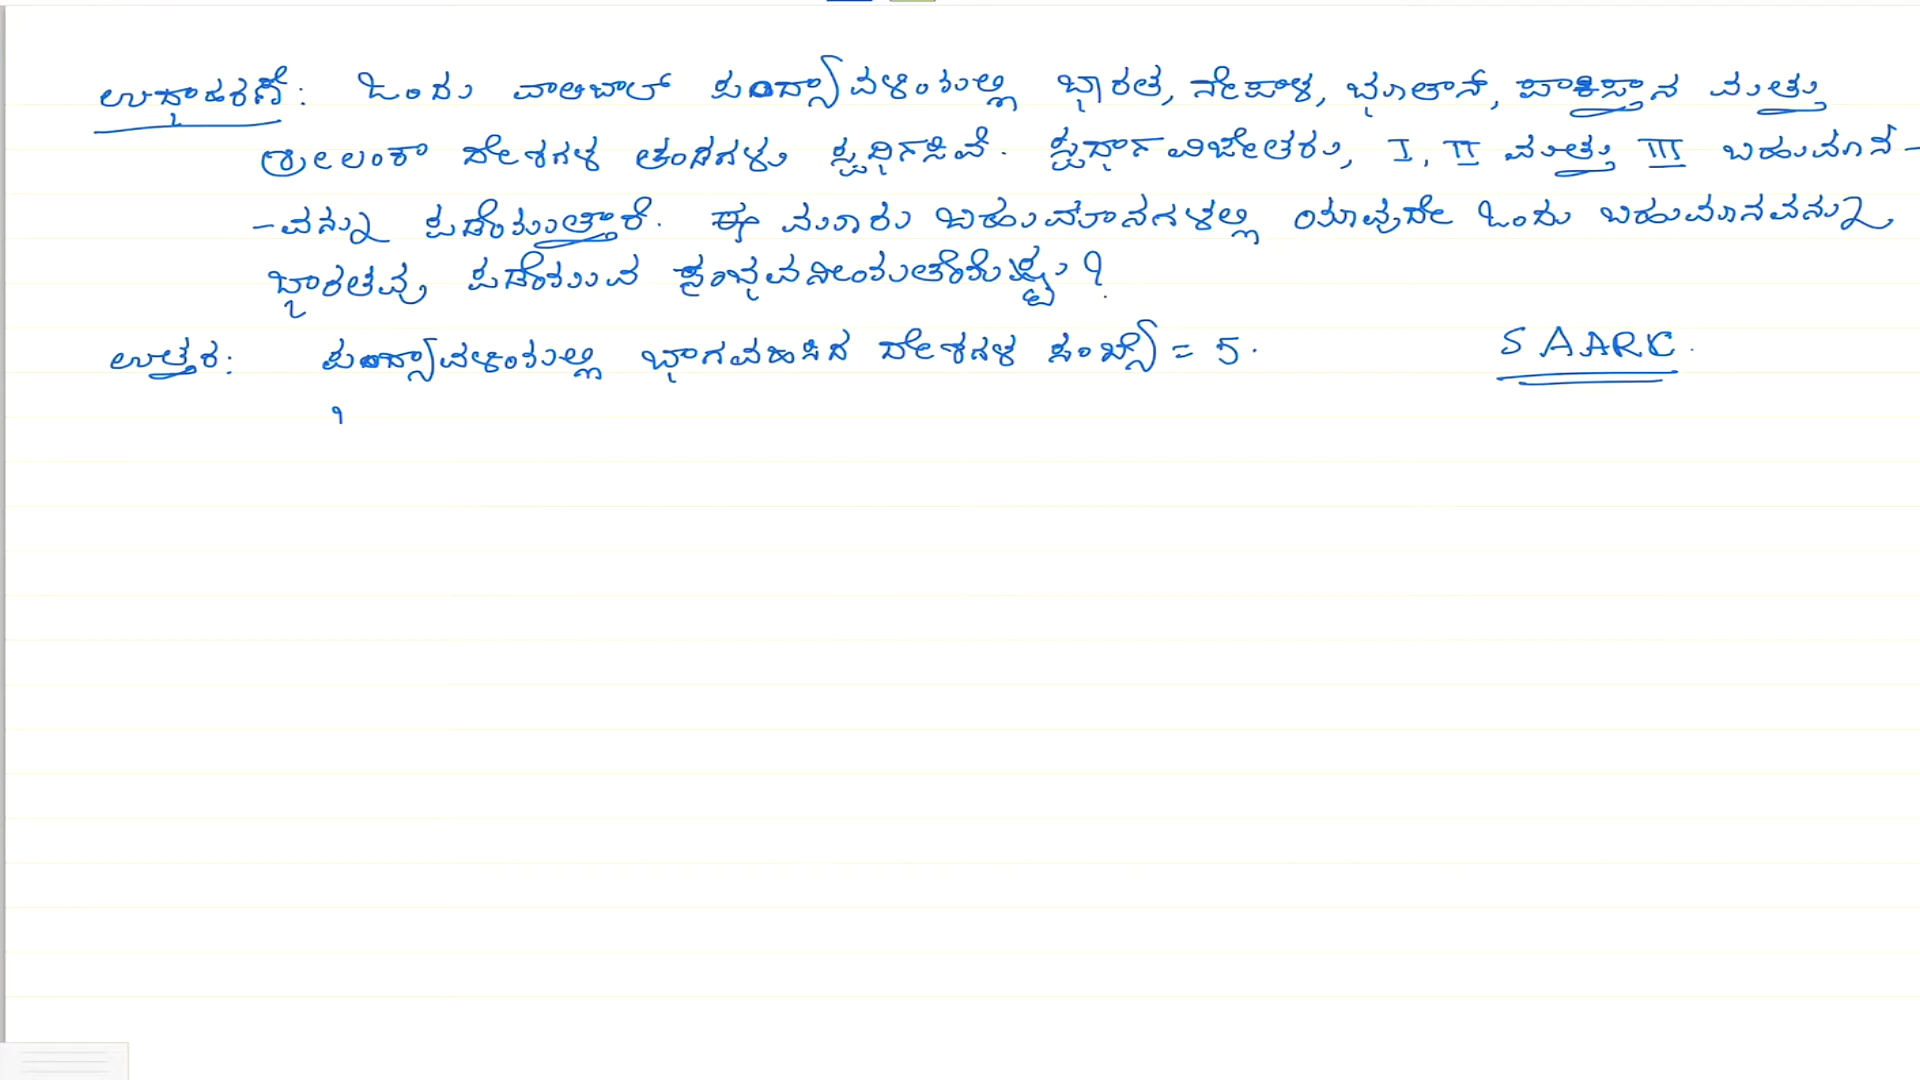 ಉದಾಹರಣೆ: ಒಂದು ವಾಲಿಬಾಲ್ ಪಂದ್ಯಾವಳಿಯಲ್ಲಿ ಭಾರತ, ನೇಪಾಳ, ಭೂತಾನ್, ಪಾಕಿಸ್ತಾನ ಮತ್ತು
ಶ್ರೀಲಂಕಾ ದೇಶಗಳ ತಂಡಗಳು ಸ್ಪರ್ಧಿಸಿವೆ. ಸ್ಪರ್ಧಾವಿಜೇತರು, I, II ಮತ್ತು III ಬಹುಮಾನ-
-ವನ್ನು ಪಡೆಯುತ್ತಾರೆ. ಈ ಮೂರು ಬಹುಮಾನಗಳಲ್ಲಿ ಯಾವುದೇ ಒಂದು ಬಹುಮಾನವನ್ನು
ಭಾರತವು ಪಡೆಯುವ ಸಂಭವನೀಯತೆಯೆಷ್ಟು?
ಉತ್ತರ: ಪಂದ್ಯಾವಳಿಯಲ್ಲಿ ಭಾಗವಹಿಸಿದ ದೇಶಗಳ ಸಂಖ್ಯೆ = 5. SAARC.